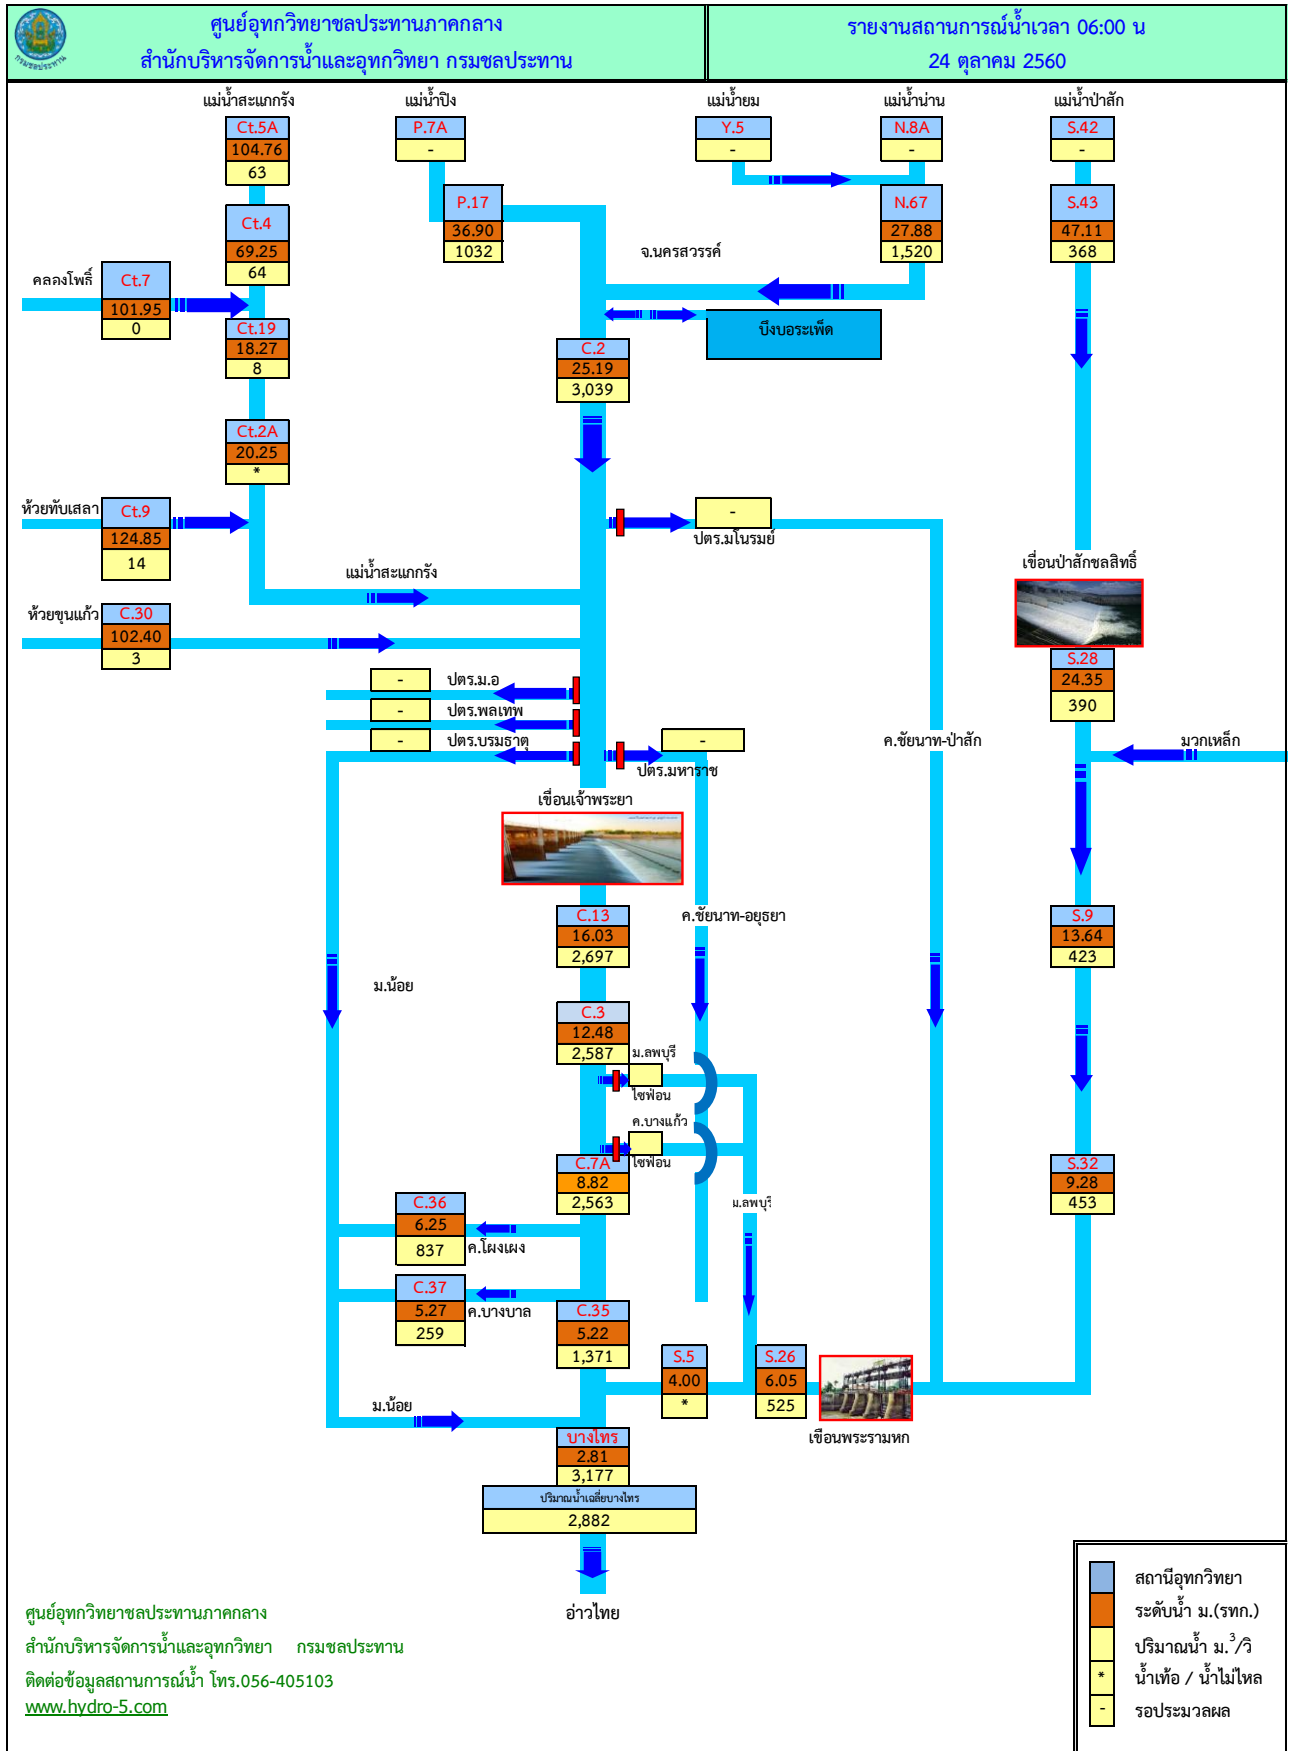 ศูนย์อุทกวิทยาชลประทานภาคกลาง
สำนักบริหารจัดการน้ำและอุทกวิทยา กรมชลประทาน
กรมชลประทาน
รายงานสถานการณ์น้ำเวลา 06:00 น
24 ตุลาคม 2560
แม่น้ำสะแกกรัง
แม่น้ำปิง
แม่น้ำยม
แม่น้ำน่าน
แม่น้ำป่าสัก
Ct.5A
104.76
63
P.7A
-
Y.5
-
N.8A
-
S.42
-
Ct.4
69.25
64
P.17
36.90
1032
N.67
27.88
1,520
S.43
47.11
368
จ.นครสวรรค์
คลองโพธิ์
Ct.7
101.95
0
Ct.19
18.27
8
บึงบอระเพ็ด
C.2
25.19
3,039
Ct.2A
20.25
*
ห้วยทับเสลา
Ct.9
124.85
14
-
ปตร.มโนรมย์
แม่น้ำสะแกกรัง
เขื่อนป่าสักชลสิทธิ์
ห้วยขุนแก้ว
C.30
102.40
3
S.28
24.35
390
-
ปตร.ม.อ
-
ปตร.พลเทพ
-
ปตร.บรมธาตุ
-
ปตร.มหาราช
ค.ชัยนาท-ป่าสัก
มวกเหล็ก
เขื่อนเจ้าพระยา
C.13
16.03
2,697
ค.ชัยนาท-อยุธยา
S.9
13.64
423
ม.น้อย
C.3
12.48
2,587
ม.ลพบุรี
ไซฟ่อน
ค.บางแก้ว
ไซฟ่อน
C.7A
8.82
2,563
S.32
9.28
453
ม.ลพบุรี
C.36
6.25
837
ค.โผงเผง
C.37
5.27
259
ค.บางบาล
C.35
5.22
1,371
S.5
4.00
*
S.26
6.05
525
ม.น้อย
เขื่อนพระรามหก
บางไทร
2.81
3,177
ปริมาณน้ำเฉลี่ยบางไทร
2,882
อ่าวไทย
สถานีอุทกวิทยา
ระดับน้ำ ม.(รทก.)
ปริมาณน้ำ ม.³/วิ
* น้ำเท้อ / น้ำไม่ไหล
- รอประมวลผล
ศูนย์อุทกวิทยาชลประทานภาคกลาง
สำนักบริหารจัดการน้ำและอุทกวิทยา กรมชลประทาน
ติดต่อข้อมูลสถานการณ์น้ำ โทร.056-405103
www.hydro-5.com